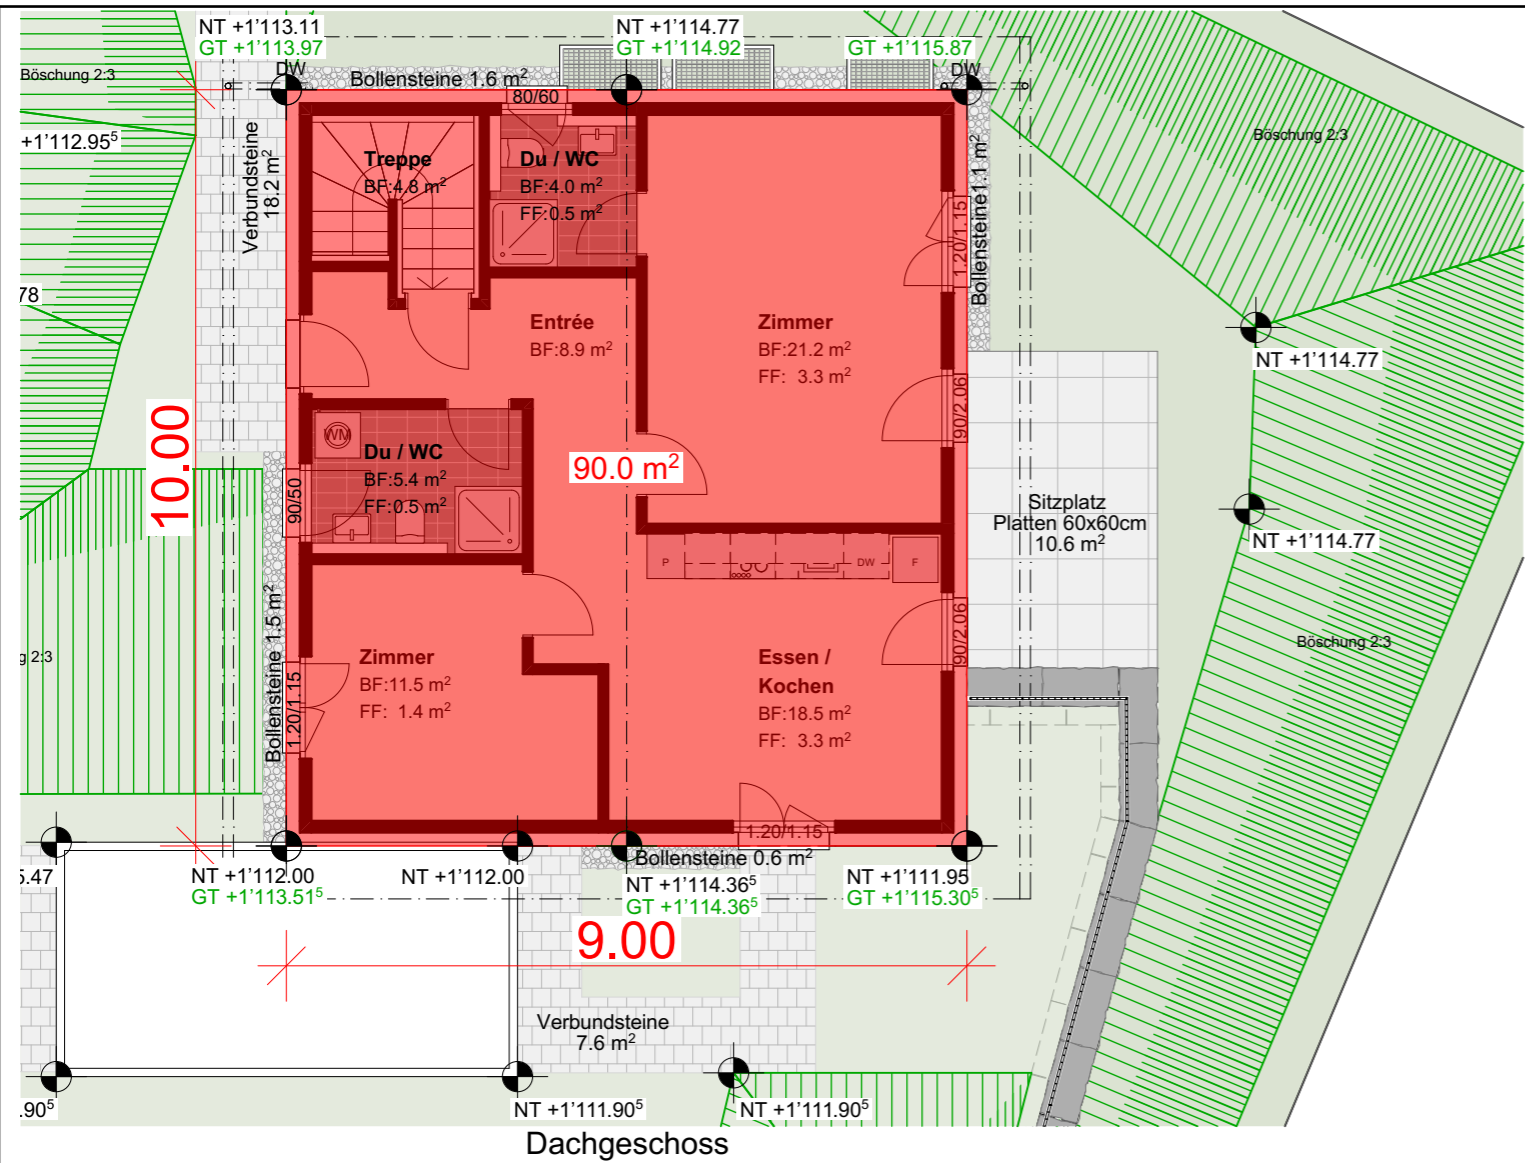 NT +1'113.11
GT +1'113.97
NT +1'114.77
GT +1'114.92
GT +1'115.87
DW
DW
Böschung 2:3
Bollensteine 1.6 m²
80/60
+1'112.95⁵
Verbundsteine
18.2 m²
Treppe
BF:4.8 m²
Du / WC
BF:4.0 m²
FF:0.5 m²
1.20/1.15
Bollensteine1.1 m²
Böschung 2:3
78
Entrée
BF:8.9 m²
Zimmer
BF:21.2 m²
FF: 3.3 m²
NT +1'114.77
90/2.06
10.00
WM
Du / WC
BF:5.4 m²
FF:0.5 m²
90/50
90.0 m²
Sitzplatz
Platten 60x60cm
10.6 m²
NT +1'114.77
P
DW
F
Bollensteine 1.5 m²
g 2:3
Zimmer
BF:11.5 m²
FF: 1.4 m²
1.20/1.15
Essen /
Kochen
BF:18.5 m²
FF: 3.3 m²
90/2.06
Böschung 2:3
1.20/1.15
Bollensteine 0.6 m²
5.47
NT +1'112.00
GT +1'113.51⁵
NT +1'112.00
NT +1'114.36⁵
GT +1'114.36⁵
NT +1'111.95
GT +1'115.30⁵
9.00
Verbundsteine
7.6 m²
.90⁵
NT +1'111.90⁵
NT +1'111.90⁵
Dachgeschoss